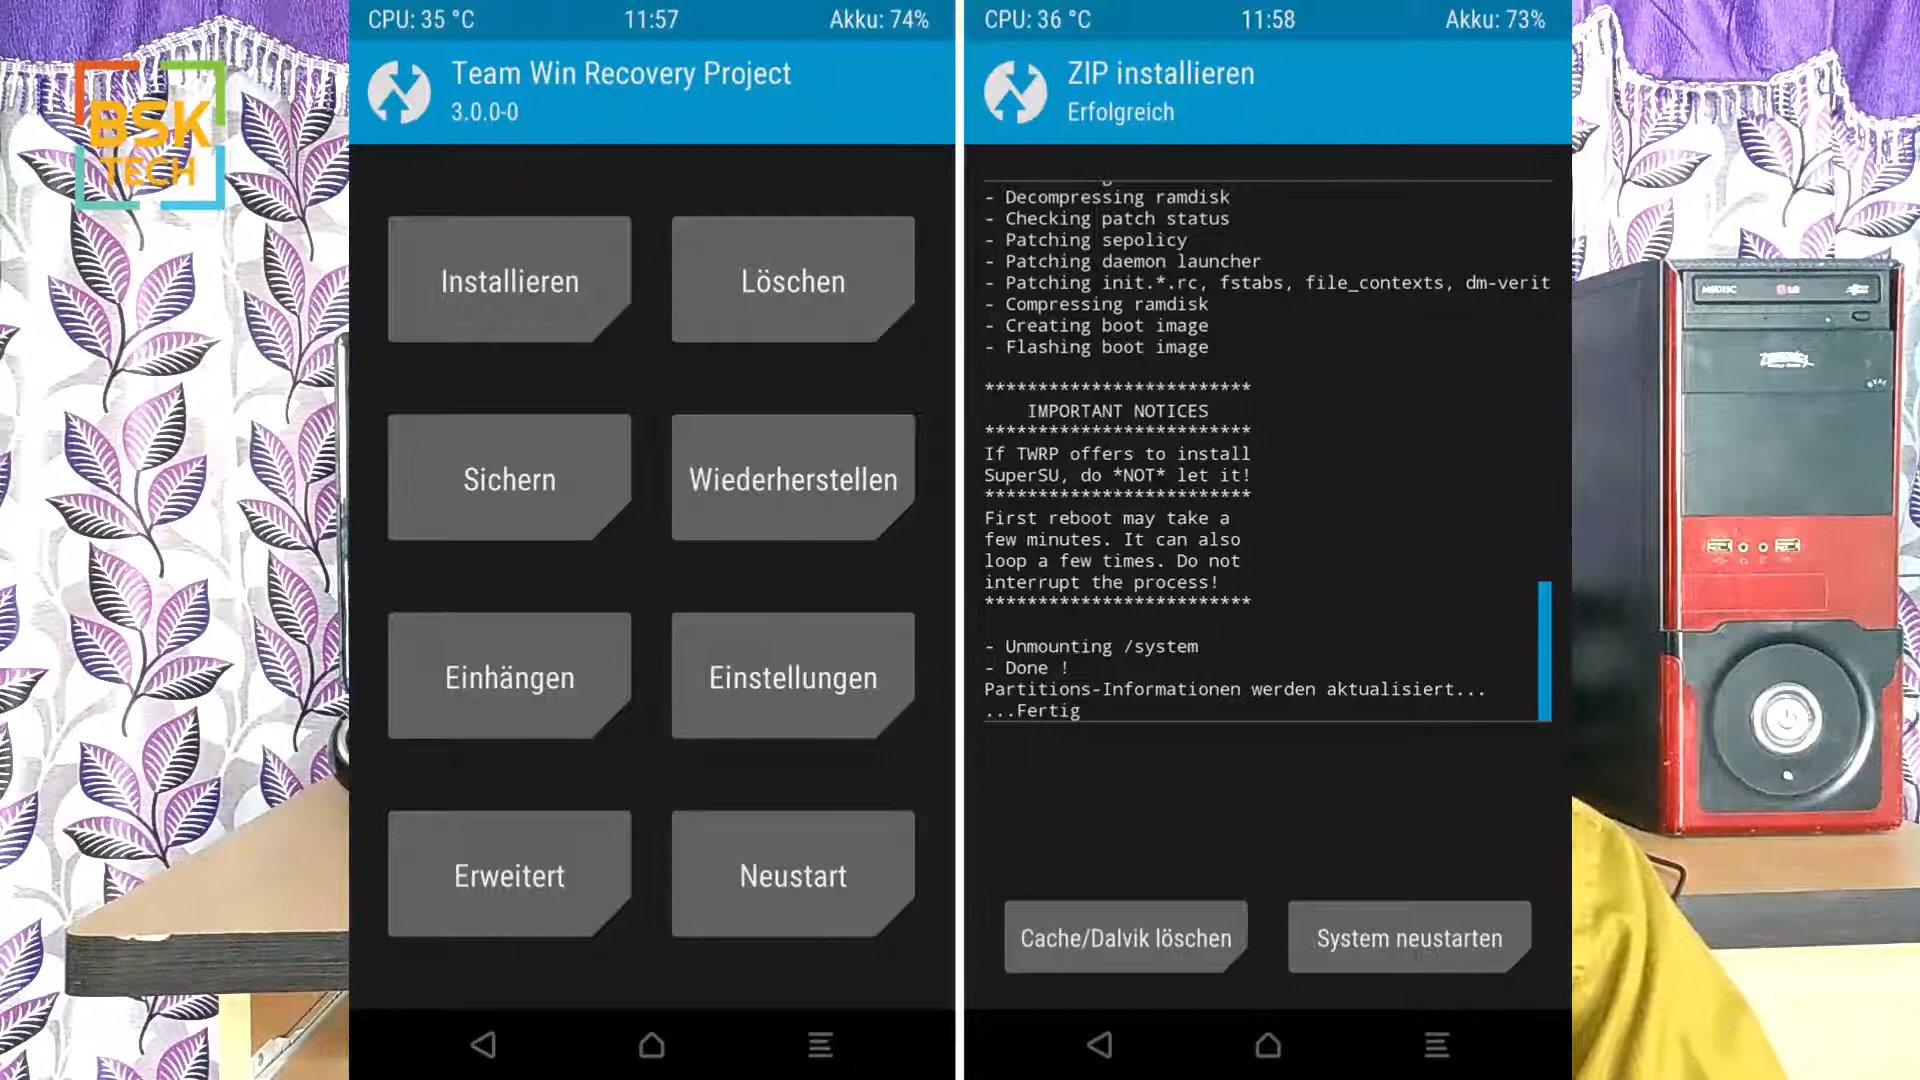 BSK
TECH
CPU: 35 °C
11:57
Akku: 74%
Team Win Recovery Project
3.0.0-0
Installieren
Löschen
Sichern
Wiederherstellen
Einhängen
Einstellungen
Erweitert
Neustart
CPU: 36 °C
11:58
Akku: 73%
ZIP installieren
Erfolgreich
- Decompressing ramdisk
- Checking patch status
- Patching sepolicy
- Patching daemon launcher
- Patching init.*.rc, fstabs, file_contexts, dm-verit
- Compressing ramdisk
- Creating boot image
- Flashing boot image
*************************
IMPORTANT NOTICES
*************************
If TWRP offers to install
SuperSU, do *NOT* let it!
*************************
First reboot may take a
few minutes. It can also
loop a few times. Do not
interrupt the process!
*************************
- Unmounting /system
- Done !
Partitions-Informationen werden aktualisiert...
...Fertig
Cache/Dalvik löschen
System neustarten
LG